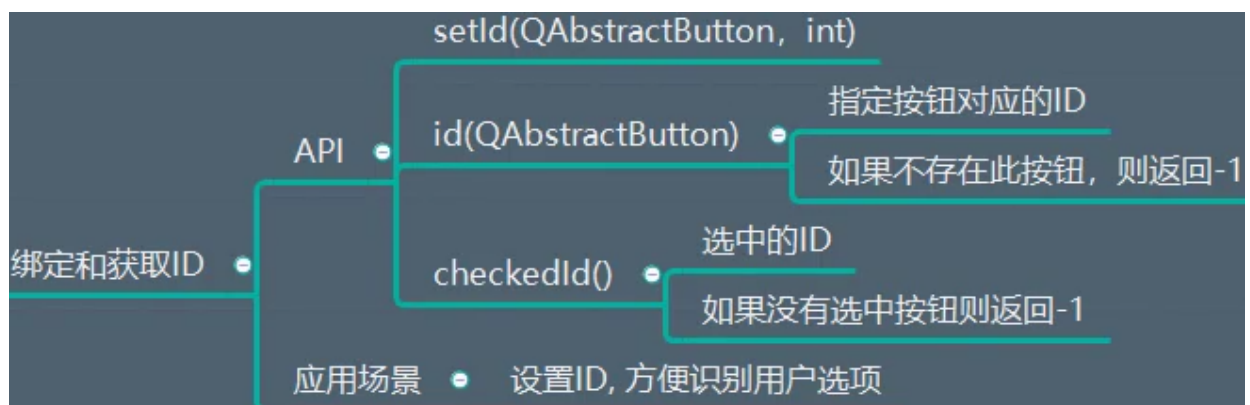 setId(QAbstractButton，int)
指定按钮对应的ID
id(QAbstractButton)
API
如果不存在此按钮，则返回-1
选中的ID
绑定和获取ID
checkedId()
如果没有选中按钮则返回-1
应用场景
设置ID, 方便识别用户选项